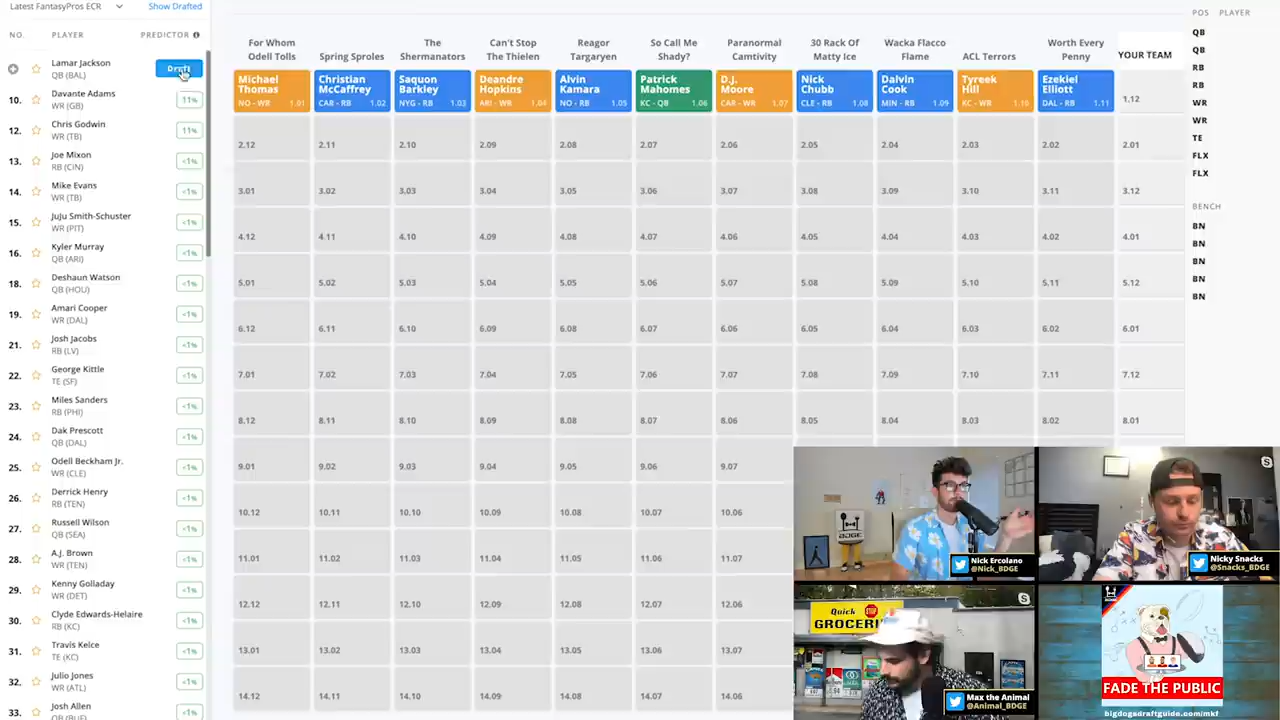 Latest FantasyPros ECR
Show Drafted
NO. PLAYER PREDICTOR
Lamar Jackson
QB (BAL)
Draft
10. Davante Adams 11%
WR (GB)
12. Chris Godwin 11%
WR (TB)
13. Joe Mixon <1%
RB (CIN)
14. Mike Evans <1%
WR (TB)
15. JuJu Smith-Schuster <1%
WR (PIT)
16. Kyler Murray <1%
QB (ARI)
18. Deshaun Watson <1%
QB (HOU)
19. Amari Cooper <1%
WR (DAL)
21. Josh Jacobs <1%
RB (LV)
22. George Kittle <1%
TE (SF)
23. Miles Sanders <1%
RB (PHI)
24. Dak Prescott <1%
QB (DAL)
25. Odell Beckham Jr. <1%
WR (CLE)
26. Derrick Henry <1%
RB (TEN)
27. Russell Wilson <1%
QB (SEA)
28. A.J. Brown <1%
WR (TEN)
29. Kenny Golladay <1%
WR (DET)
30. Clyde Edwards-Helaire <1%
RB (KC)
31. Travis Kelce <1%
TE (KC)
32. Julio Jones <1%
WR (ATL)
33. Josh Allen <1%
QB (BUF)
For Whom Odell Tolls
Spring Sproles
The Shermanators
Can't Stop The Thielen
Reagor Targaryen
So Call Me Shady?
Paranormal Camtivity
30 Rack Of Matty Ice
Wacka Flacco Flame
ACL Terrors
Worth Every Penny
YOUR TEAM
Michael Thomas NO - WR 1.01
Christian McCaffrey CAR - RB 1.02
Saquon Barkley NYG - RB 1.03
Deandre Hopkins ARI - WR 1.04
Alvin Kamara NO - RB 1.05
Patrick Mahomes KC - QB 1.06
D.J. Moore CAR - WR 1.07
Nick Chubb CLE - RB 1.08
Dalvin Cook MIN - RB 1.09
Tyreek Hill KC - WR 1.10
Ezekiel Elliott DAL - RB 1.11
1.12
2.12 2.11 2.10 2.09 2.08 2.07 2.06 2.05 2.04 2.03 2.02 2.01
3.01 3.02 3.03 3.04 3.05 3.06 3.07 3.08 3.09 3.10 3.11 3.12
4.12 4.11 4.10 4.09 4.08 4.07 4.06 4.05 4.04 4.03 4.02 4.01
5.01 5.02 5.03 5.04 5.05 5.06 5.07 5.08 5.09 5.10 5.11 5.12
6.12 6.11 6.10 6.09 6.08 6.07 6.06 6.05 6.04 6.03 6.02 6.01
7.01 7.02 7.03 7.04 7.05 7.06 7.07 7.08 7.09 7.10 7.11 7.12
8.12 8.11 8.10 8.09 8.08 8.07 8.06 8.05 8.04 8.03 8.02 8.01
9.01 9.02 9.03 9.04 9.05 9.06 9.07
10.12 10.11 10.10 10.09 10.08 10.07 10.06
11.01 11.02 11.03 11.04 11.05 11.06 11.07
12.12 12.11 12.10 12.09 12.08 12.07 12.06
13.01 13.02 13.03 13.04 13.05 13.06 13.07
14.12 14.11 14.10 14.09 14.08 14.07 14.06
POS PLAYER
QB
QB
RB
RB
WR
WR
TE
FLX
FLX
BENCH
BN
BN
BN
BN
BN
Nick Ercolano
@Nick_BDGE
Nicky Snacks
@Snacks_BDGE
Quick STOP
GROCERI
Max the Animal
@Animal_BDGE
FADE THE PUBLIC
bigdogsdraftguide.com/mkf